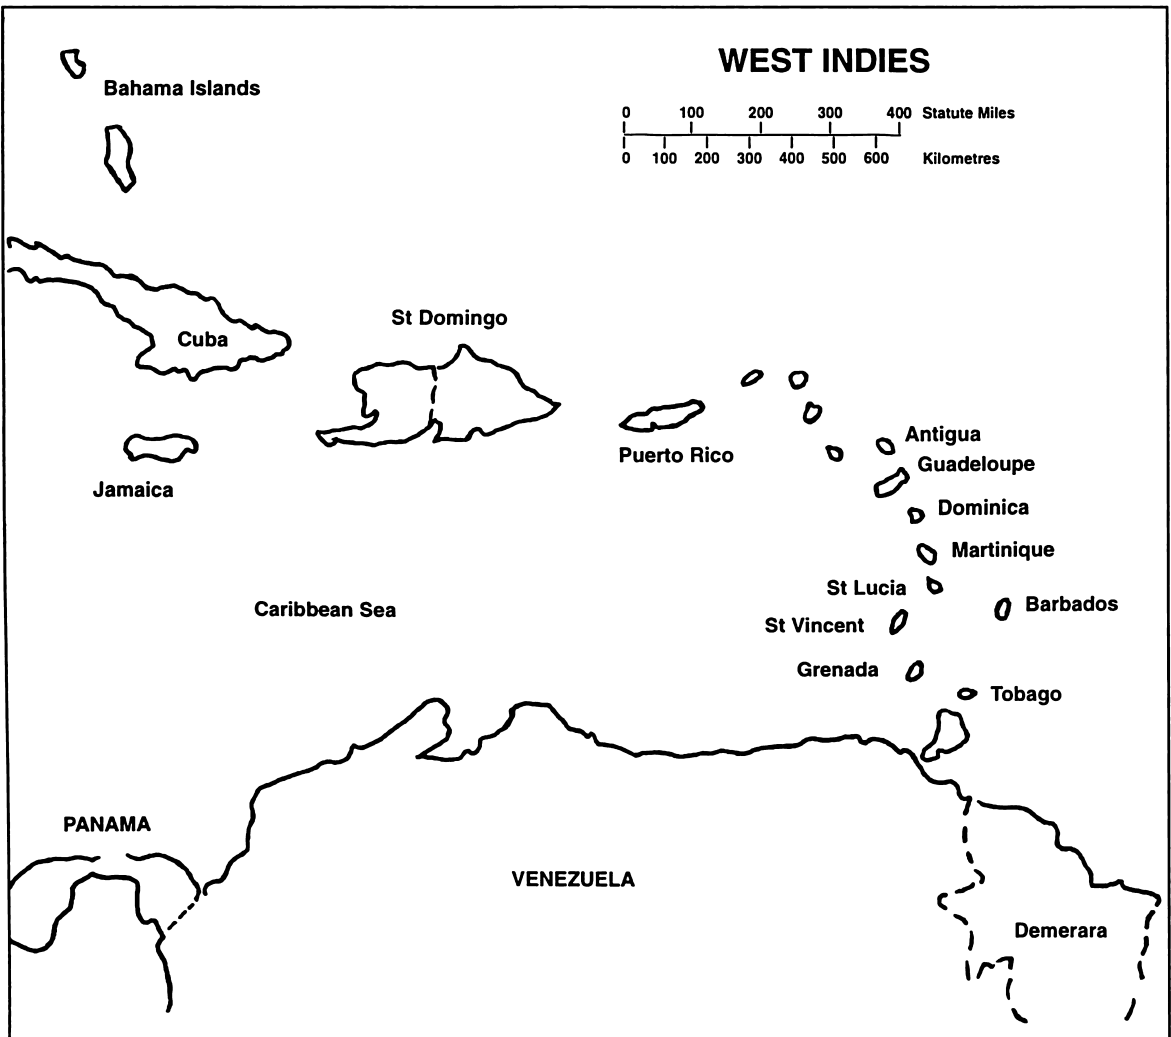 WEST INDIES
0 100 200 300 400 Statute Miles
0 100 200 300 400 500 600 Kilometres
Bahama Islands
Cuba
St Domingo
Jamaica
Puerto Rico
Antigua
Guadeloupe
Dominica
Martinique
St Lucia
Barbados
St Vincent
Caribbean Sea
Grenada
Tobago
PANAMA
VENEZUELA
Demerara